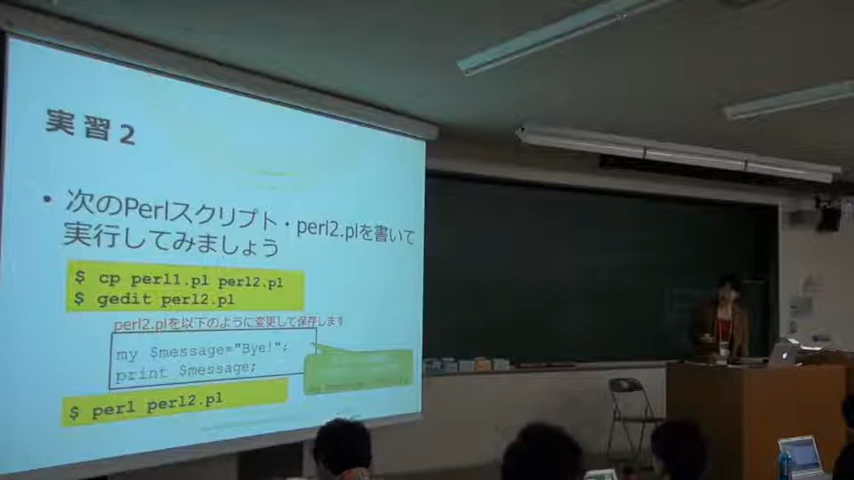 実習2
• 次のPerlスクリプト・perl2.plを書いて
実行してみましょう
$ cp perl1.pl perl2.pl
$ gedit perl2.pl
perl2.plを以下のように変更して保存します
my $message="Bye!";
print $message;
$ perl perl2.pl